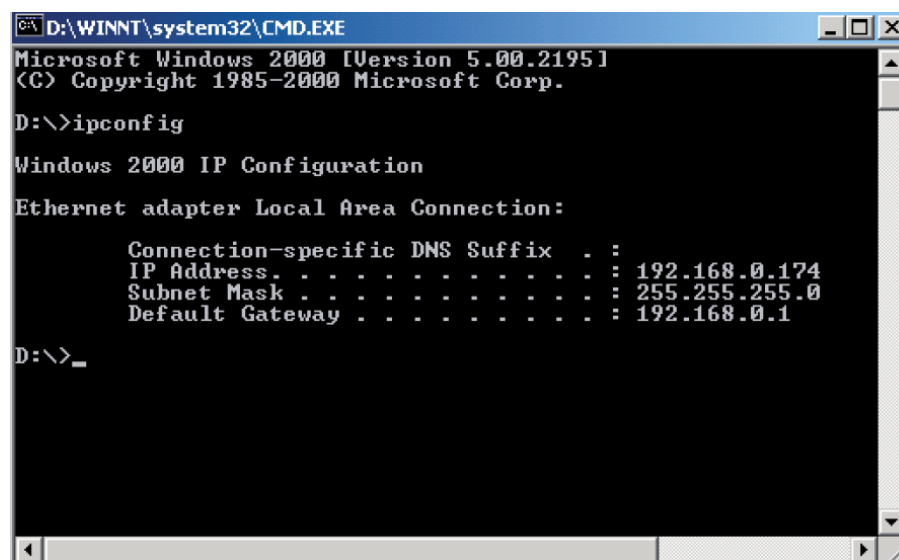 D:\WINNT\system32\CMD.EXE
Microsoft Windows 2000 [Version 5.00.2195]
(C) Copyright 1985-2000 Microsoft Corp.
D:\>ipconfig
Windows 2000 IP Configuration
Ethernet adapter Local Area Connection:
Connection-specific DNS Suffix . :
IP Address. . . . . . . . . . . . : 192.168.0.174
Subnet Mask . . . . . . . . . . . : 255.255.255.0
Default Gateway . . . . . . . . . : 192.168.0.1
D:\>_